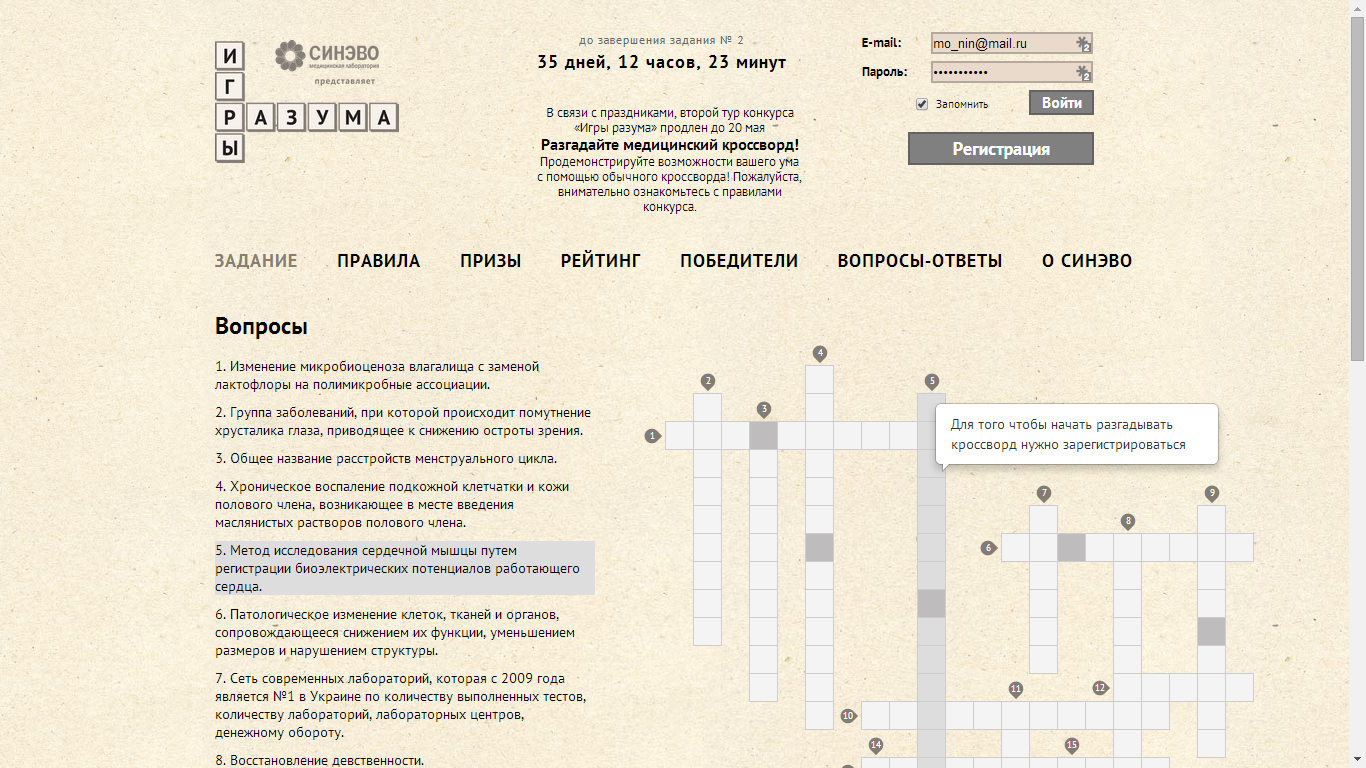 И
Г
РАЗУМА
Ы
СИНЭВО
медицинская лаборатория
представляет
до завершения задания № 2
35 дней, 12 часов, 23 минут
В связи с праздниками, второй тур конкурса
«Игры разума» продлен до 20 мая
Разгадайте медицинский кроссворд!
Продемонстрируйте возможности вашего ума
с помощью обычного кроссворда! Пожалуйста,
внимательно ознакомьтесь с правилами
конкурса.
E-mail:
mo_nin@mail.ru
2
Пароль:
•••••••••••
2
Запомнить
Войти
Регистрация
ЗАДАНИЕ ПРАВИЛА ПРИЗЫ РЕЙТИНГ ПОБЕДИТЕЛИ ВОПРОСЫ-ОТВЕТЫ О СИНЭВО
Вопросы
1. Изменение микробиоценоза влагалища с заменой
лактофлоры на полимикробные ассоциации.
2. Группа заболеваний, при которой происходит помутнение
хрусталика глаза, приводящее к снижению остроты зрения.
3. Общее название расстройств менструального цикла.
4. Хроническое воспаление подкожной клетчатки и кожи
полового члена, возникающее в месте введения
маслянистых растворов полового члена.
5. Метод исследования сердечной мышцы путем
регистрации биоэлектрических потенциалов работающего
сердца.
6. Патологическое изменение клеток, тканей и органов,
сопровождающееся снижением их функции, уменьшением
размеров и нарушением структуры.
7. Сеть современных лабораторий, которая с 2009 года
является №1 в Украине по количеству выполненных тестов,
количеству лабораторий, лабораторных центров,
денежному обороту.
8. Восстановление девственности.
4
2
5
3
1
Для того чтобы начать разгадывать
кроссворд нужно зарегистрироваться
7
9
8
6
11
12
10
14
15